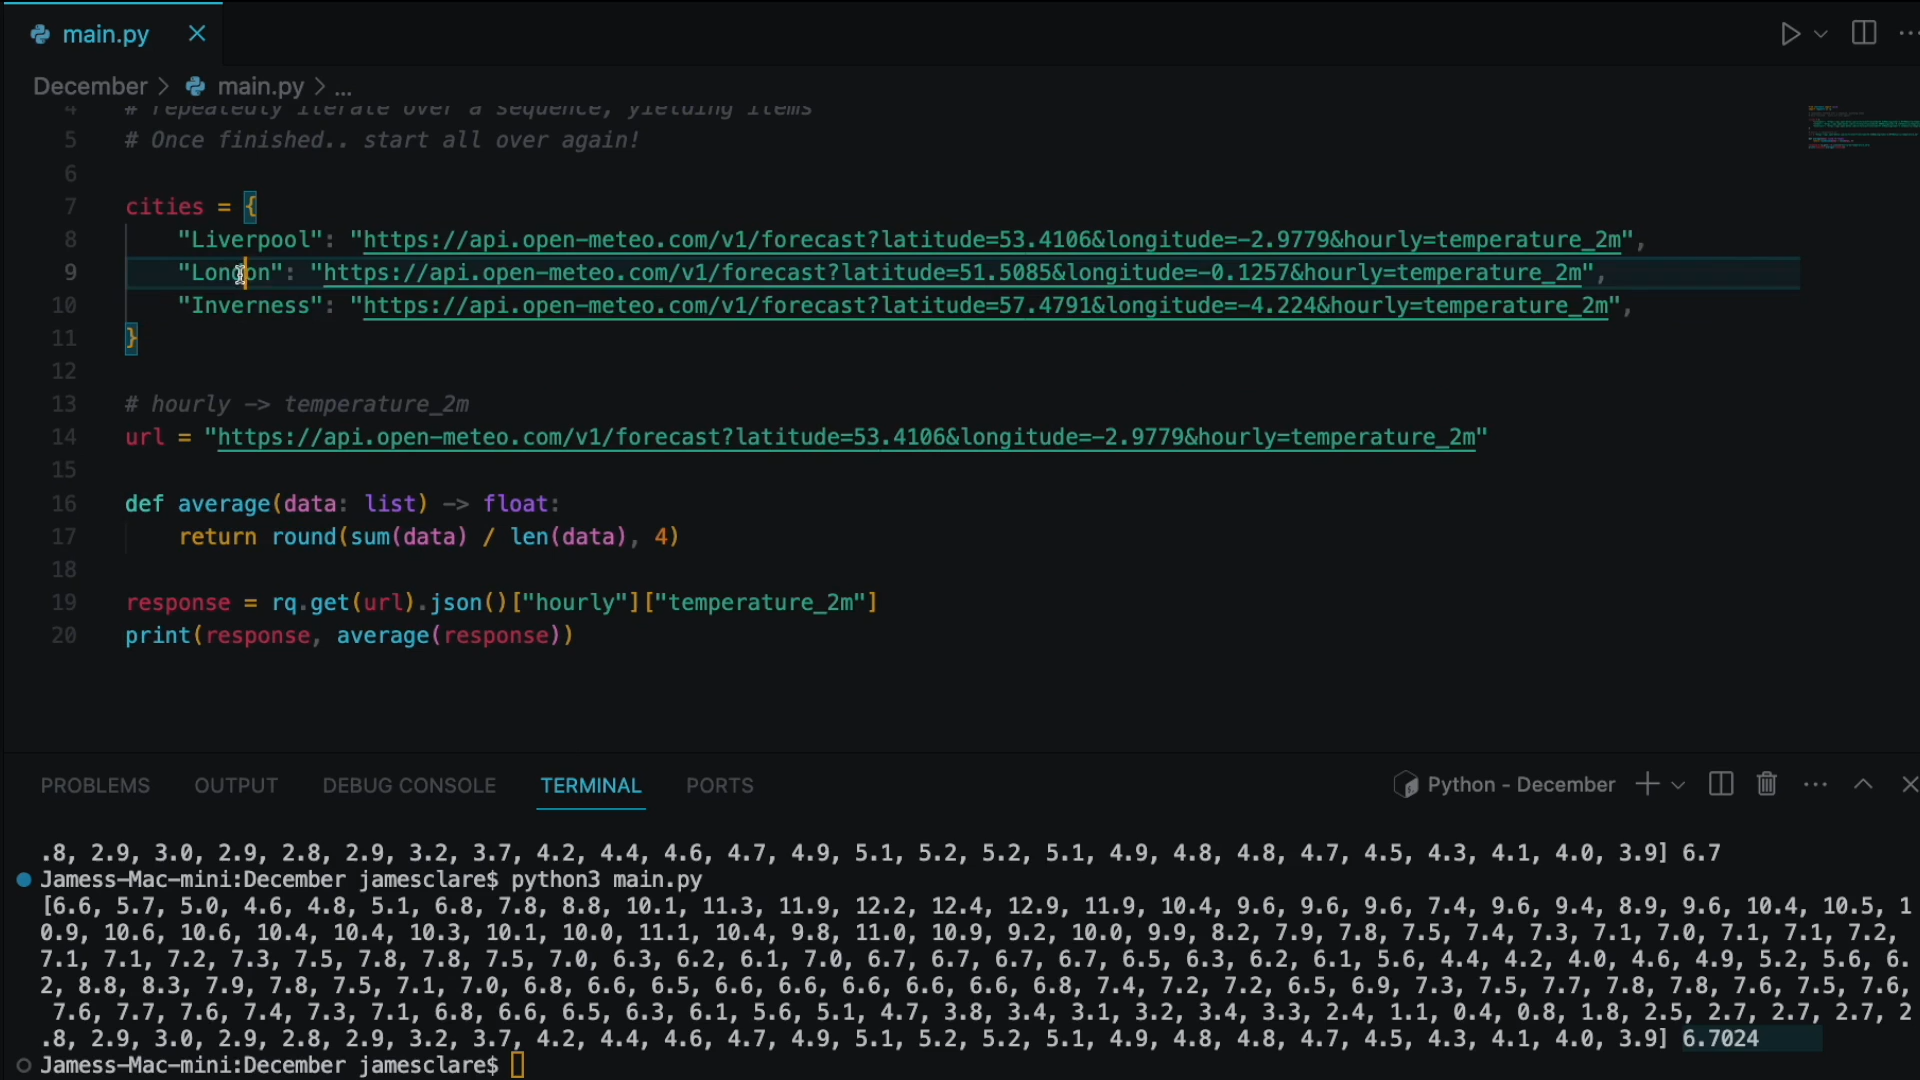 main.py
December > main.py > ...
4 # repeatedly iterate over a sequence, yielding items
5 # Once finished.. start all over again!
6
7 cities = {
8 "Liverpool": "https://api.open-meteo.com/v1/forecast?latitude=53.4106&longitude=-2.9779&hourly=temperature_2m",
9 "London": "https://api.open-meteo.com/v1/forecast?latitude=51.5085&longitude=-0.1257&hourly=temperature_2m",
10 "Inverness": "https://api.open-meteo.com/v1/forecast?latitude=57.4791&longitude=-4.224&hourly=temperature_2m",
11 }
12
13 # hourly -> temperature_2m
14 url = "https://api.open-meteo.com/v1/forecast?latitude=53.4106&longitude=-2.9779&hourly=temperature_2m"
15
16 def average(data: list) -> float:
17 return round(sum(data) / len(data), 4)
18
19 response = rq.get(url).json()["hourly"]["temperature_2m"]
20 print(response, average(response))
PROBLEMS OUTPUT DEBUG CONSOLE TERMINAL PORTS Python - December
.8, 2.9, 3.0, 2.9, 2.8, 2.9, 3.2, 3.7, 4.2, 4.4, 4.6, 4.7, 4.9, 5.1, 5.2, 5.2, 5.1, 4.9, 4.8, 4.8, 4.7, 4.5, 4.3, 4.1, 4.0, 3.9] 6.7
Jamess-Mac-mini:December jamesclare$ python3 main.py
[6.6, 5.7, 5.0, 4.6, 4.8, 5.1, 6.8, 7.8, 8.8, 10.1, 11.3, 11.9, 12.2, 12.4, 12.9, 11.9, 10.4, 9.6, 9.6, 9.6, 7.4, 9.6, 9.4, 8.9, 9.6, 10.4, 10.5, 1
0.9, 10.6, 10.6, 10.4, 10.4, 10.3, 10.1, 10.0, 11.1, 10.4, 9.8, 11.0, 10.9, 9.2, 10.0, 9.9, 8.2, 7.9, 7.8, 7.5, 7.4, 7.3, 7.1, 7.0, 7.1, 7.1, 7.2,
7.1, 7.1, 7.2, 7.3, 7.5, 7.8, 7.8, 7.5, 7.0, 6.3, 6.2, 6.1, 7.0, 6.7, 6.7, 6.7, 6.7, 6.5, 6.3, 6.2, 6.1, 5.6, 4.4, 4.2, 4.0, 4.6, 4.9, 5.2, 5.6, 6.
2, 8.8, 8.3, 7.9, 7.8, 7.5, 7.1, 7.0, 6.8, 6.6, 6.5, 6.6, 6.6, 6.6, 6.6, 6.6, 6.8, 7.4, 7.2, 7.2, 6.5, 6.9, 7.3, 7.5, 7.7, 7.8, 7.8, 7.6, 7.5, 7.6,
7.6, 7.7, 7.6, 7.4, 7.3, 7.1, 6.8, 6.6, 6.5, 6.3, 6.1, 5.6, 5.1, 4.7, 3.8, 3.4, 3.1, 3.2, 3.4, 3.3, 2.4, 1.1, 0.4, 0.8, 1.8, 2.5, 2.7, 2.7, 2.7, 2
.8, 2.9, 3.0, 2.9, 2.8, 2.9, 3.2, 3.7, 4.2, 4.4, 4.6, 4.7, 4.9, 5.1, 5.2, 5.2, 5.1, 4.9, 4.8, 4.8, 4.7, 4.5, 4.3, 4.1, 4.0, 3.9] 6.7024
Jamess-Mac-mini:December jamesclare$